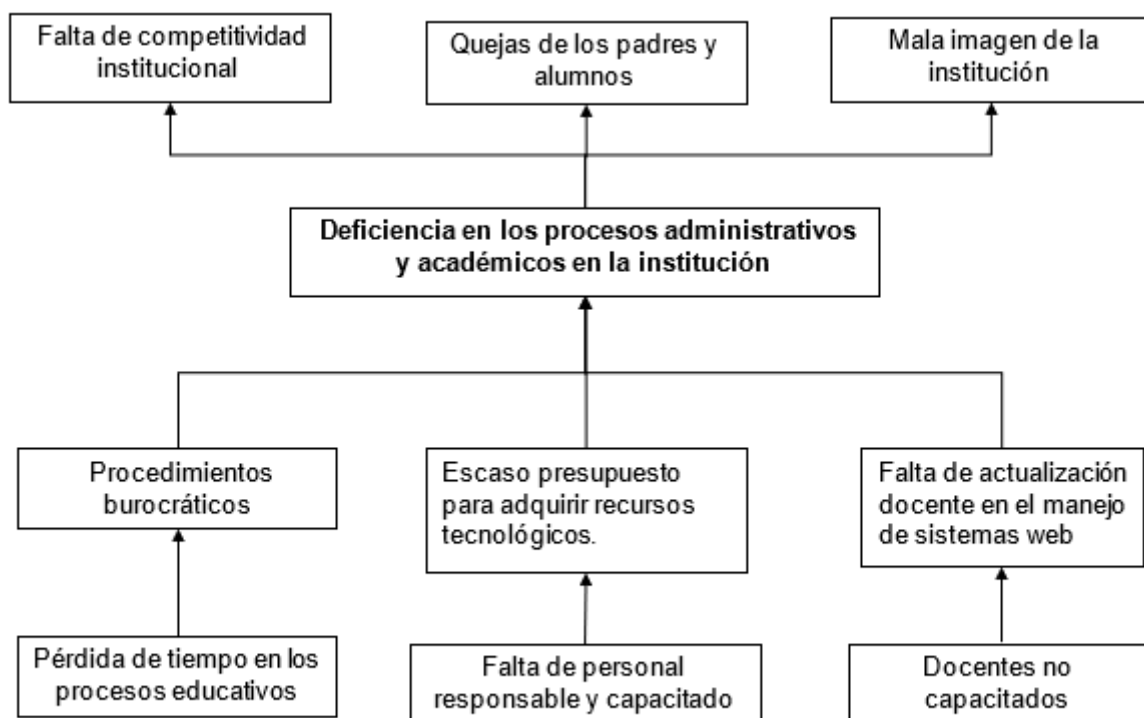 Falta de competitividad
institucional
Quejas de los padres y
alumnos
Mala imagen de la
institución
Deficiencia en los procesos administrativos
y académicos en la institución
Procedimientos
burocráticos
Escaso presupuesto
para adquirir recursos
tecnológicos.
Falta de actualización
docente en el manejo
de sistemas web
Pérdida de tiempo en los
procesos educativos
Falta de personal
responsable y capacitado
Docentes no
capacitados